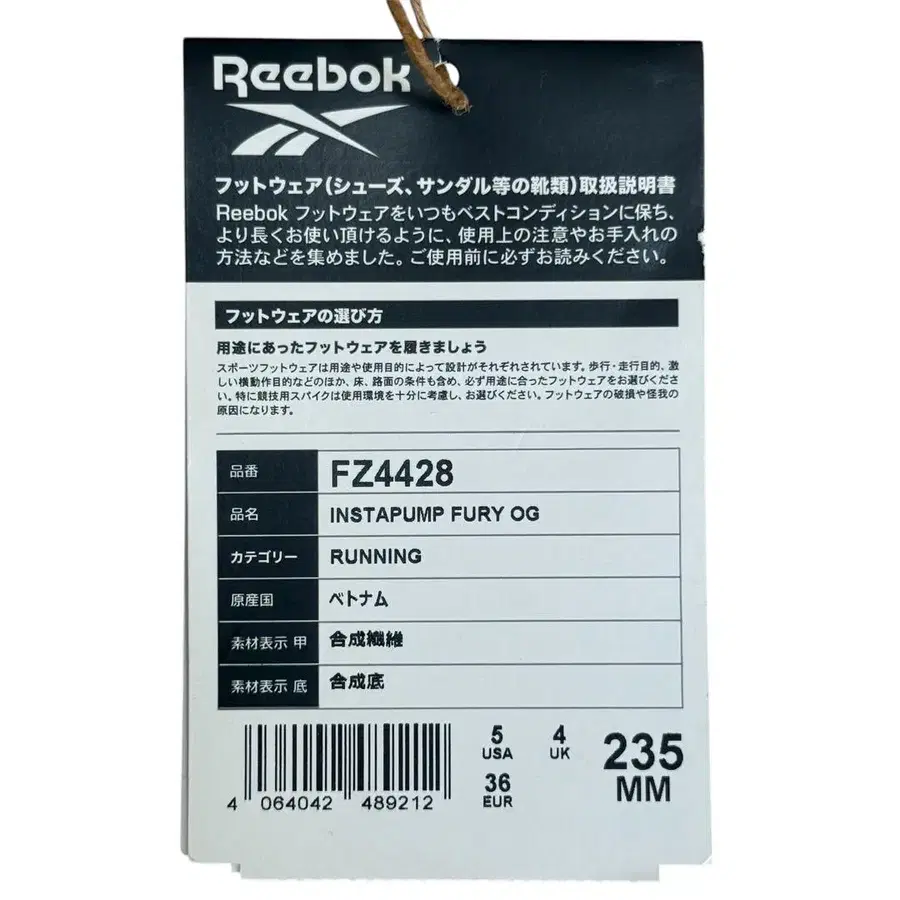 Reebok
フットウェア(シューズ、サンダル等の靴類)取扱説明書
Reebok フットウェアをいつもベストコンディションに保ち、
より長くお使い頂けるように、使用上の注意やお手入れの
方法などを集めました。ご使用前に必ずお読みください。
フットウェアの選び方
用途にあったフットウェアを履きましょう
スポーツフットウェアは用途や使用目的によって設計がそれぞれされています。歩行・走行目的、激
しい横動作目的などのほか、床、路面の条件も含め、必ず用途に合ったフットウェアをお選びくださ
い。特に競技用スパイクは使用環境を十分に考慮し、お選びください。フットウェアの破損や怪我の
原因になります。
品番 FZ4428
品名 INSTAPUMP FURY OG
カテゴリー RUNNING
原産国 ベトナム
素材表示 甲 合成繊維
素材表示 底 合成底
4 064042 489212
5 USA
4 UK
36 EUR
235 MM